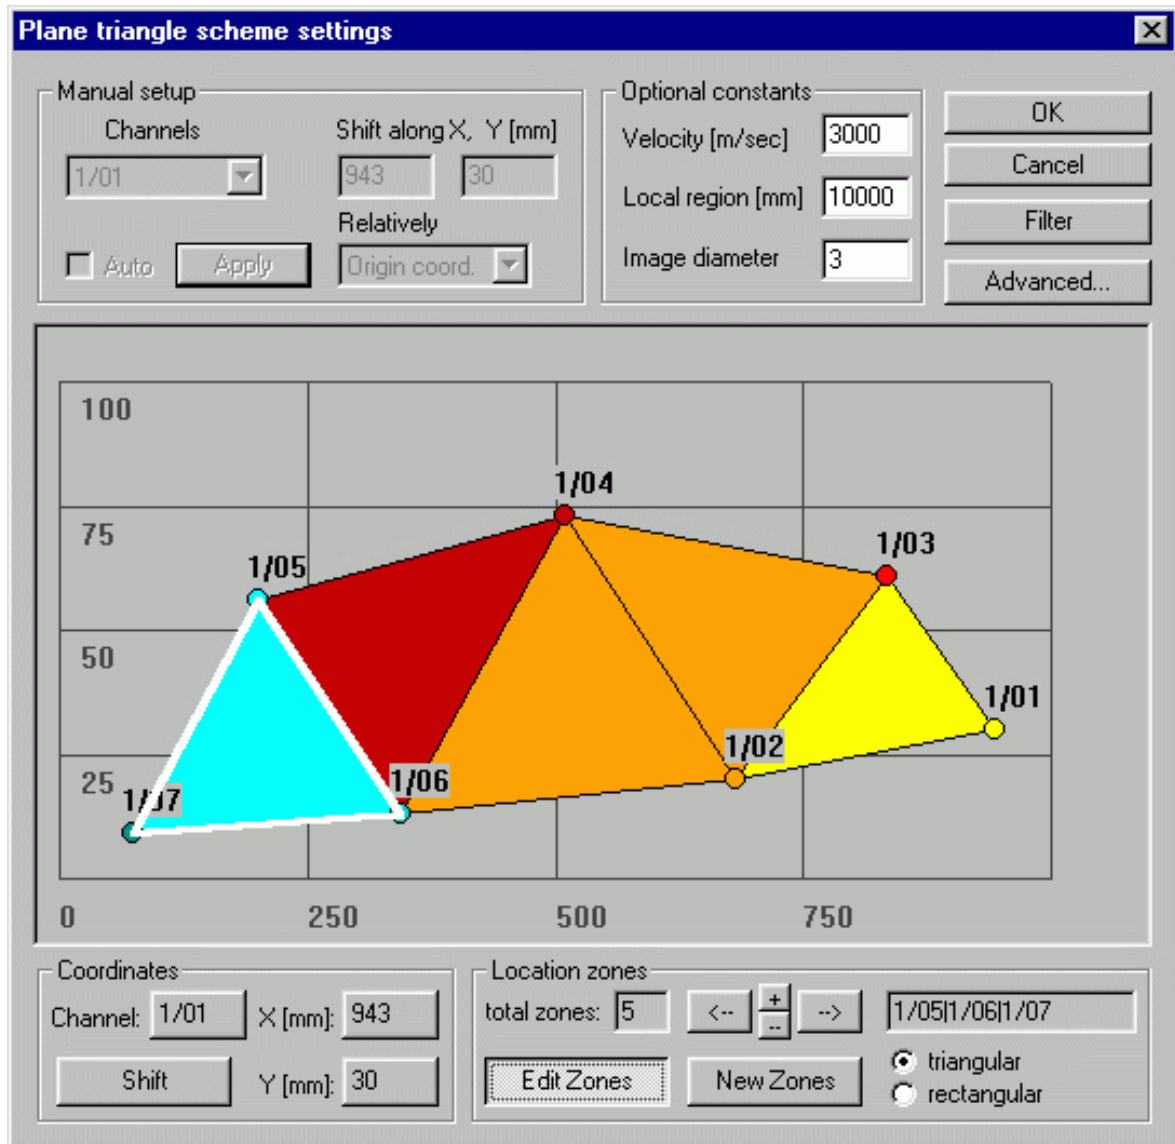 Plane triangle scheme settings
Manual setup
Channels
Shift along X, Y [mm]
1/01
943
30
Relatively
Auto
Apply
Origin coord.
Optional constants
Velocity [m/sec]
3000
Local region [mm]
10000
Image diameter
3
OK
Cancel
Filter
Advanced...
100
75
50
25
0
250
500
750
1/04
1/03
1/05
1/01
1/02
1/06
1/07
Coordinates
Channel:
1/01
X [mm]:
943
Shift
Y [mm]:
30
Location zones
total zones:
5
<--
+
--
-->
1/05|1/06|1/07
Edit Zones
New Zones
triangular
rectangular